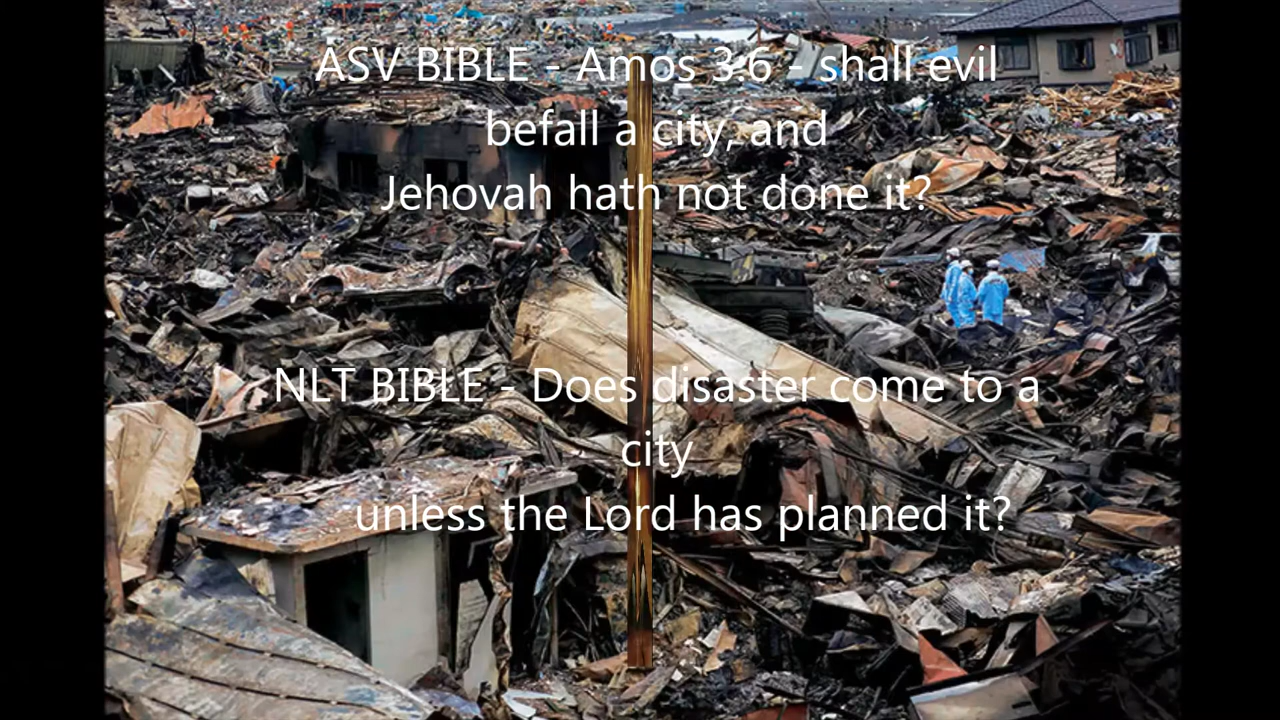 ASV BIBLE - Amos 3:6 - shall evil
befall a city, and
Jehovah hath not done it?
NLT BIBLE - Does disaster come to a
city
unless the Lord has planned it?